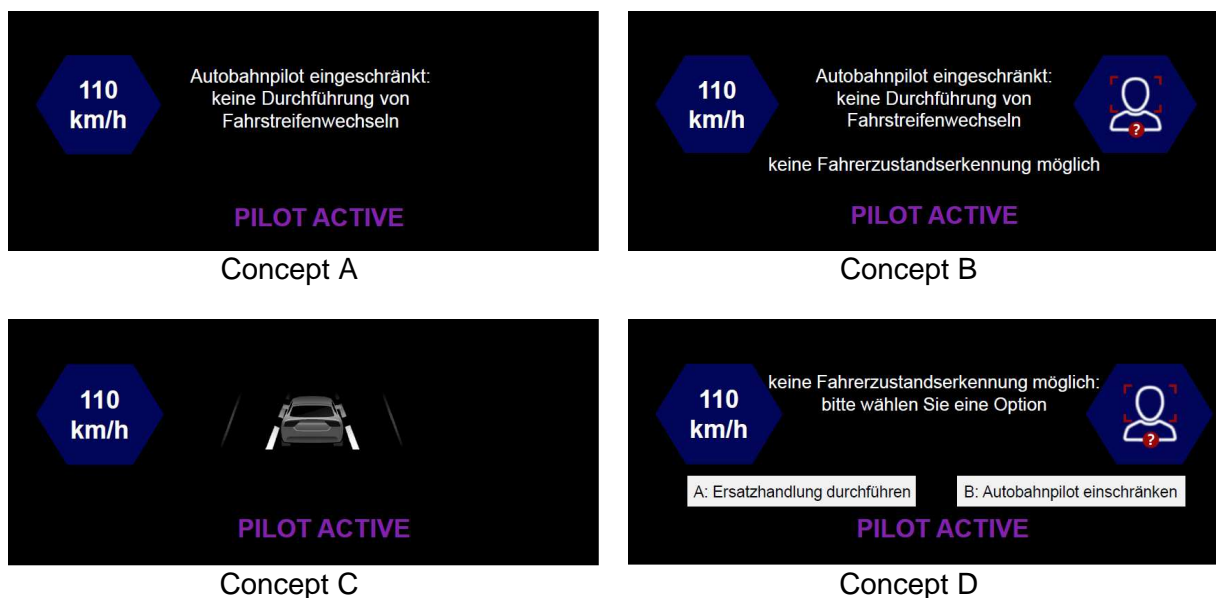 110
km/h
Autobahnpilot eingeschränkt:
keine Durchführung von
Fahrstreifenwechseln
PILOT ACTIVE
Concept A
110
km/h
Autobahnpilot eingeschränkt:
keine Durchführung von
Fahrstreifenwechseln
?
keine Fahrerzustandserkennung möglich
PILOT ACTIVE
Concept B
110
km/h
PILOT ACTIVE
Concept C
110
km/h
keine Fahrerzustandserkennung möglich:
bitte wählen Sie eine Option
?
A: Ersatzhandlung durchführen
B: Autobahnpilot einschränken
PILOT ACTIVE
Concept D